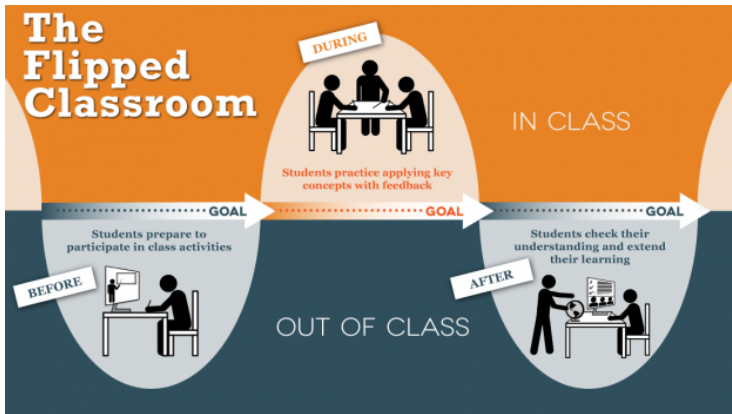 The
Flipped
Classroom
DURING
IN CLASS
Students practice applying key
concepts with feedback
GOAL
GOAL
GOAL
Students prepare to
participate in class activities
BEFORE
OUT OF CLASS
Students check their
understanding and extend
their learning
AFTER